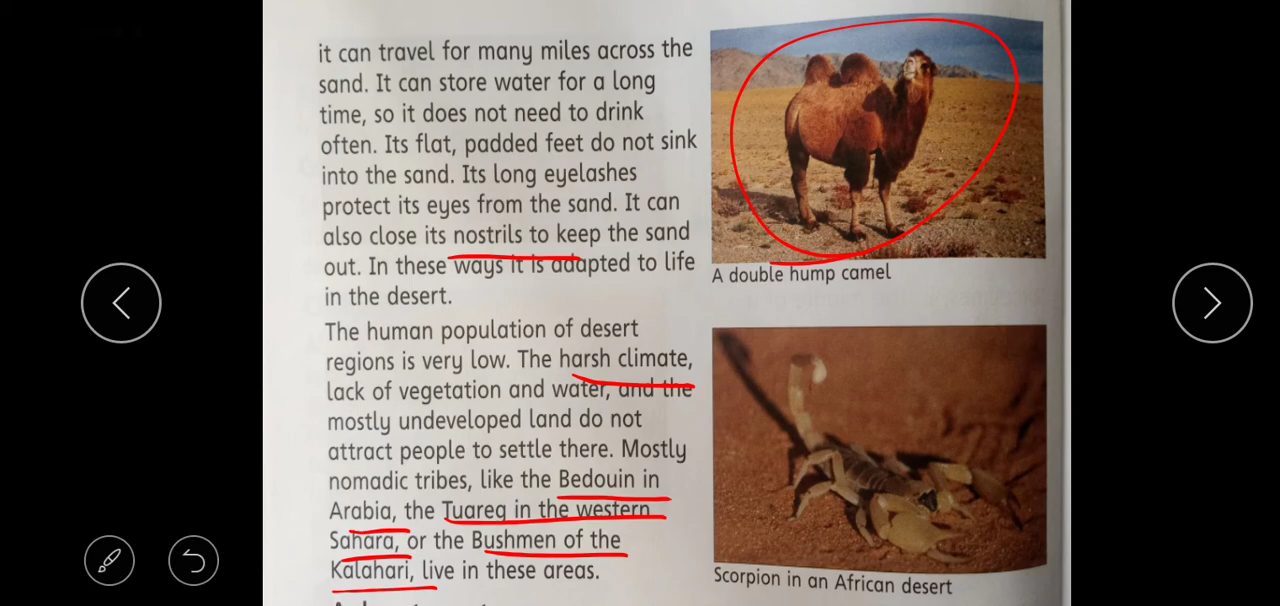 it can travel for many miles across the
sand. It can store water for a long
time, so it does not need to drink
often. Its flat, padded feet do not sink
into the sand. Its long eyelashes
protect its eyes from the sand. It can
also close its nostrils to keep the sand
out. In these ways it is adapted to life
in the desert.
The human population of desert
regions is very low. The harsh climate,
lack of vegetation and water, and the
mostly undeveloped land do not
attract people to settle there. Mostly
nomadic tribes, like the Bedouin in
Arabia, the Tuareg in the western
Sahara, or the Bushmen of the
Kalahari, live in these areas.
A double hump camel
Scorpion in an African desert